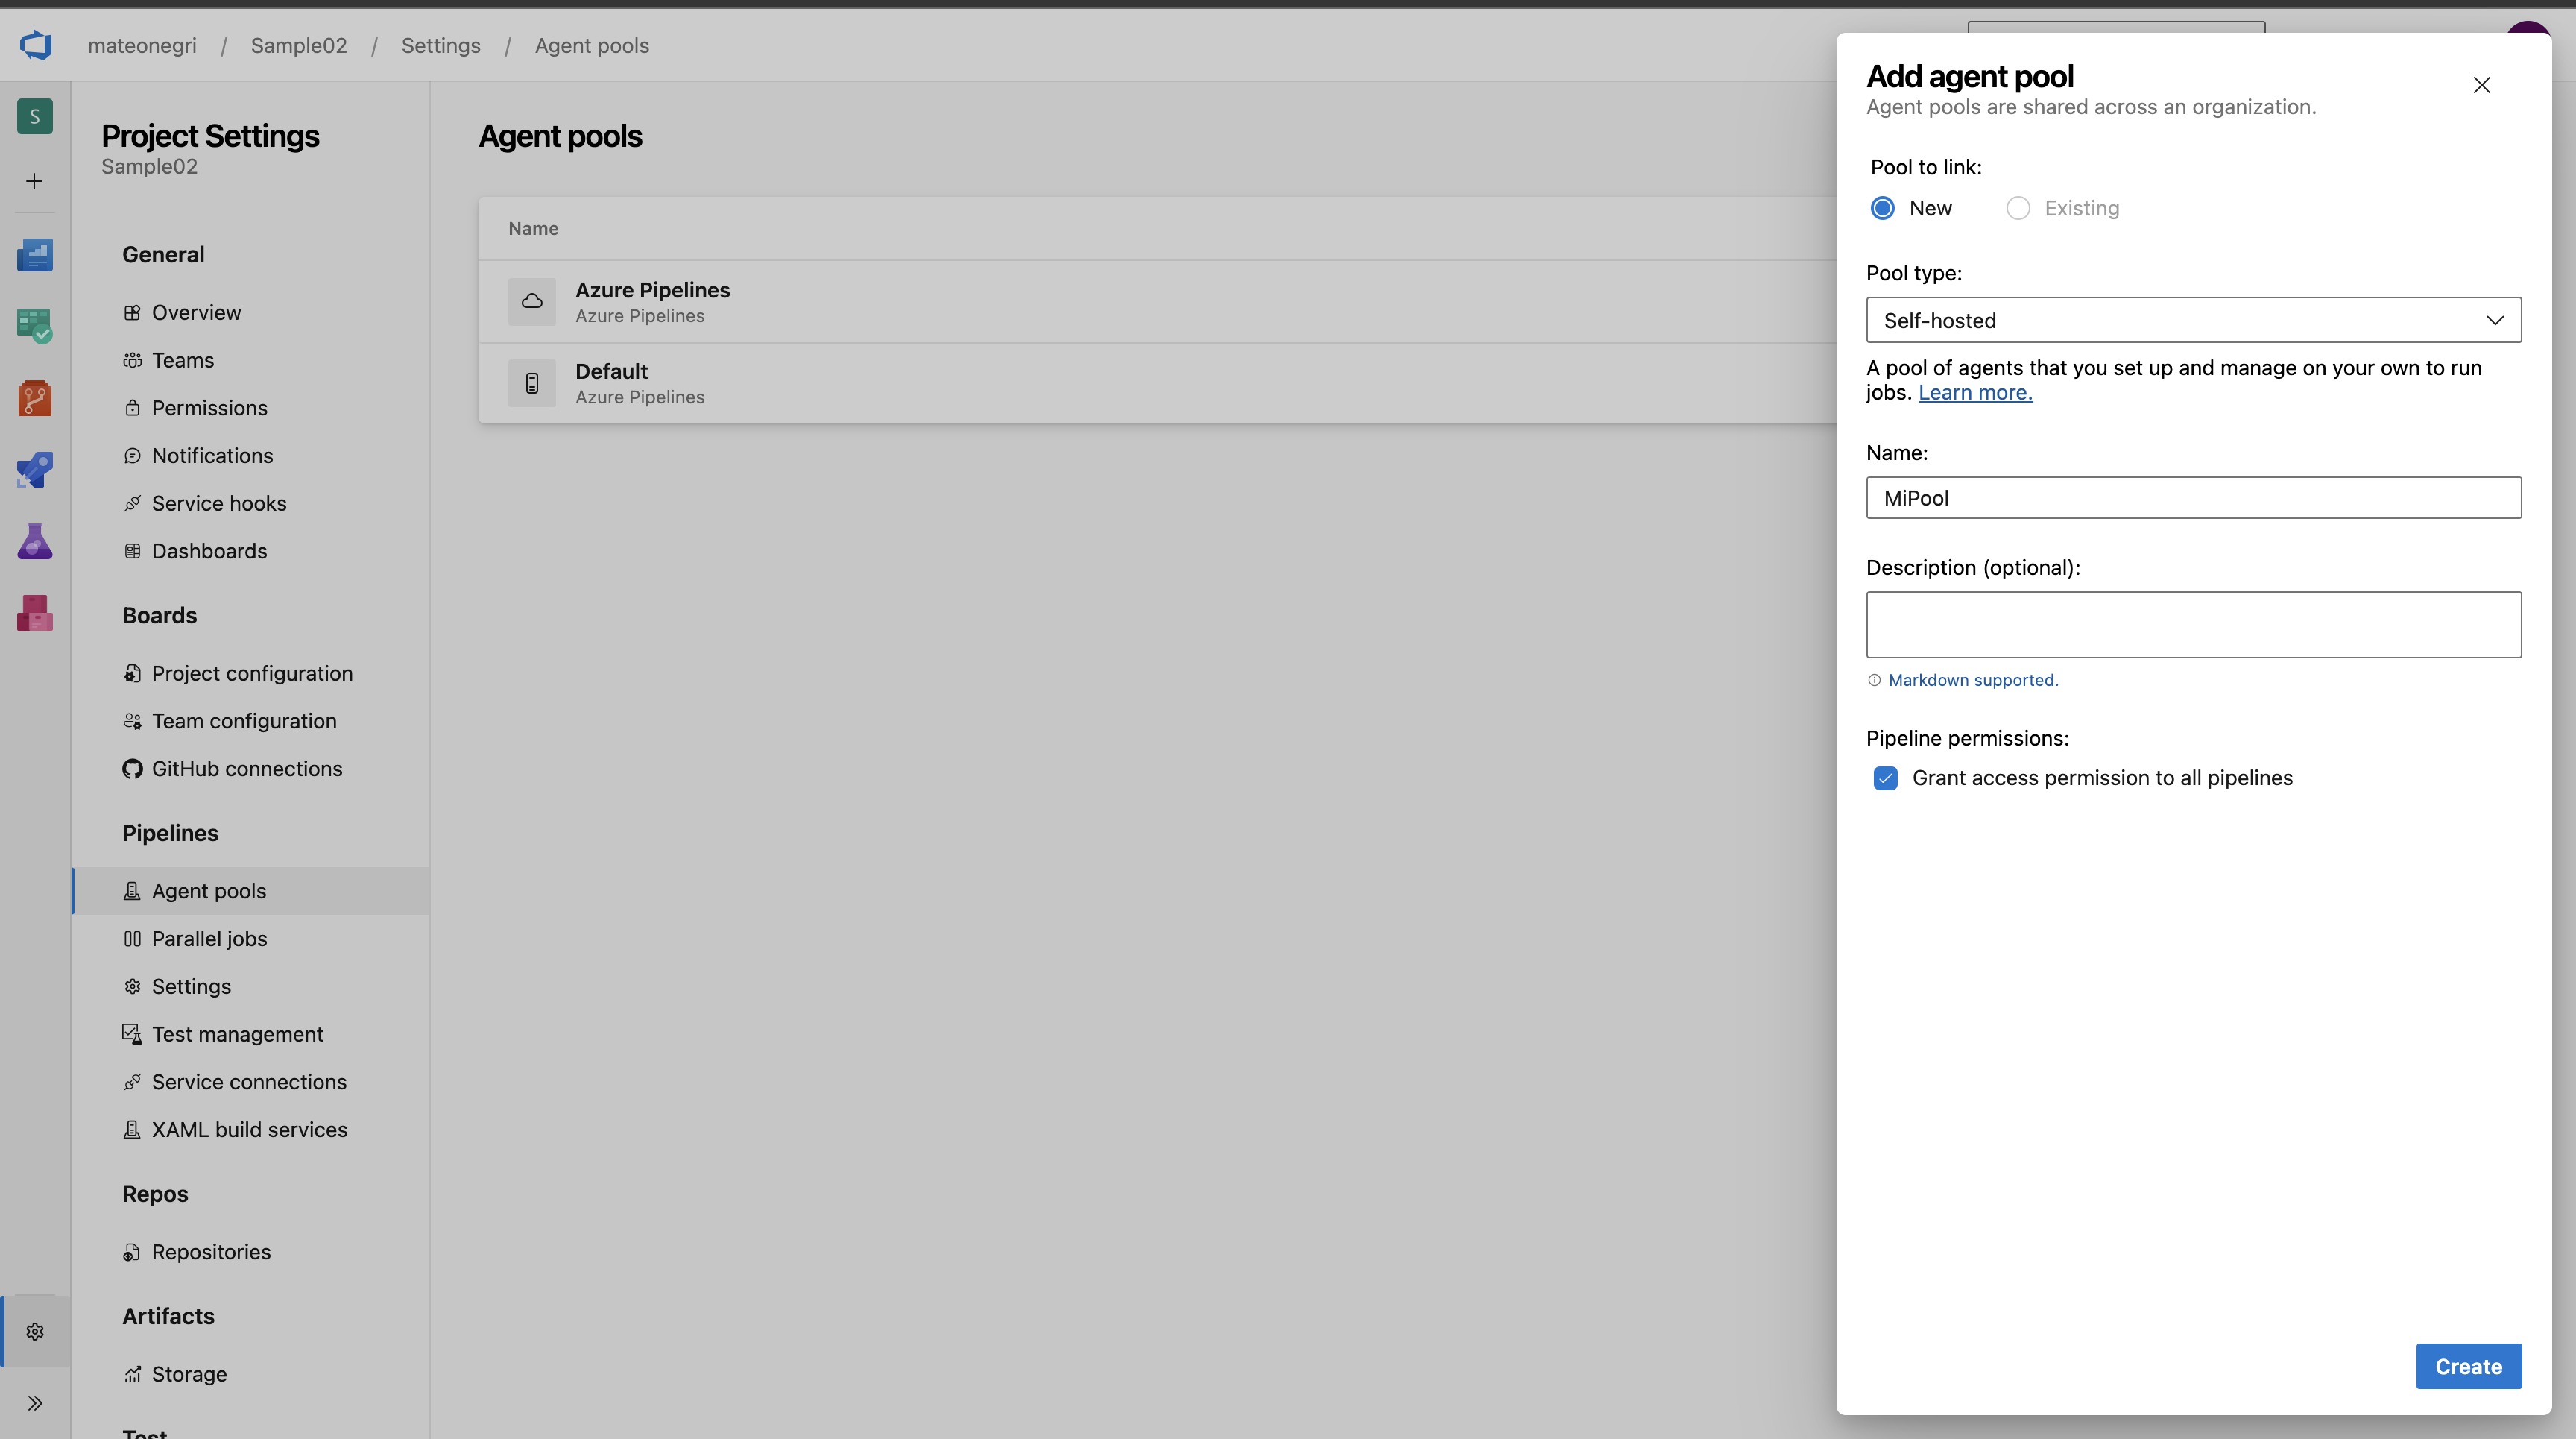 mateonegri / Sample02 / Settings / Agent pools
S
Project Settings
Sample02
General
Overview
Teams
Permissions
Notifications
Service hooks
Dashboards
Boards
Project configuration
Team configuration
GitHub connections
Pipelines
Agent pools
Parallel jobs
Settings
Test management
Service connections
XAML build services
Repos
Repositories
Artifacts
Storage
Test
Agent pools
Name
Azure Pipelines
Azure Pipelines
Default
Azure Pipelines
Add agent pool
Agent pools are shared across an organization.
Pool to link:
New
Existing
Pool type:
Self-hosted
A pool of agents that you set up and manage on your own to run
jobs. Learn more.
Name:
MiPool
Description (optional):
Markdown supported.
Pipeline permissions:
Grant access permission to all pipelines
Create